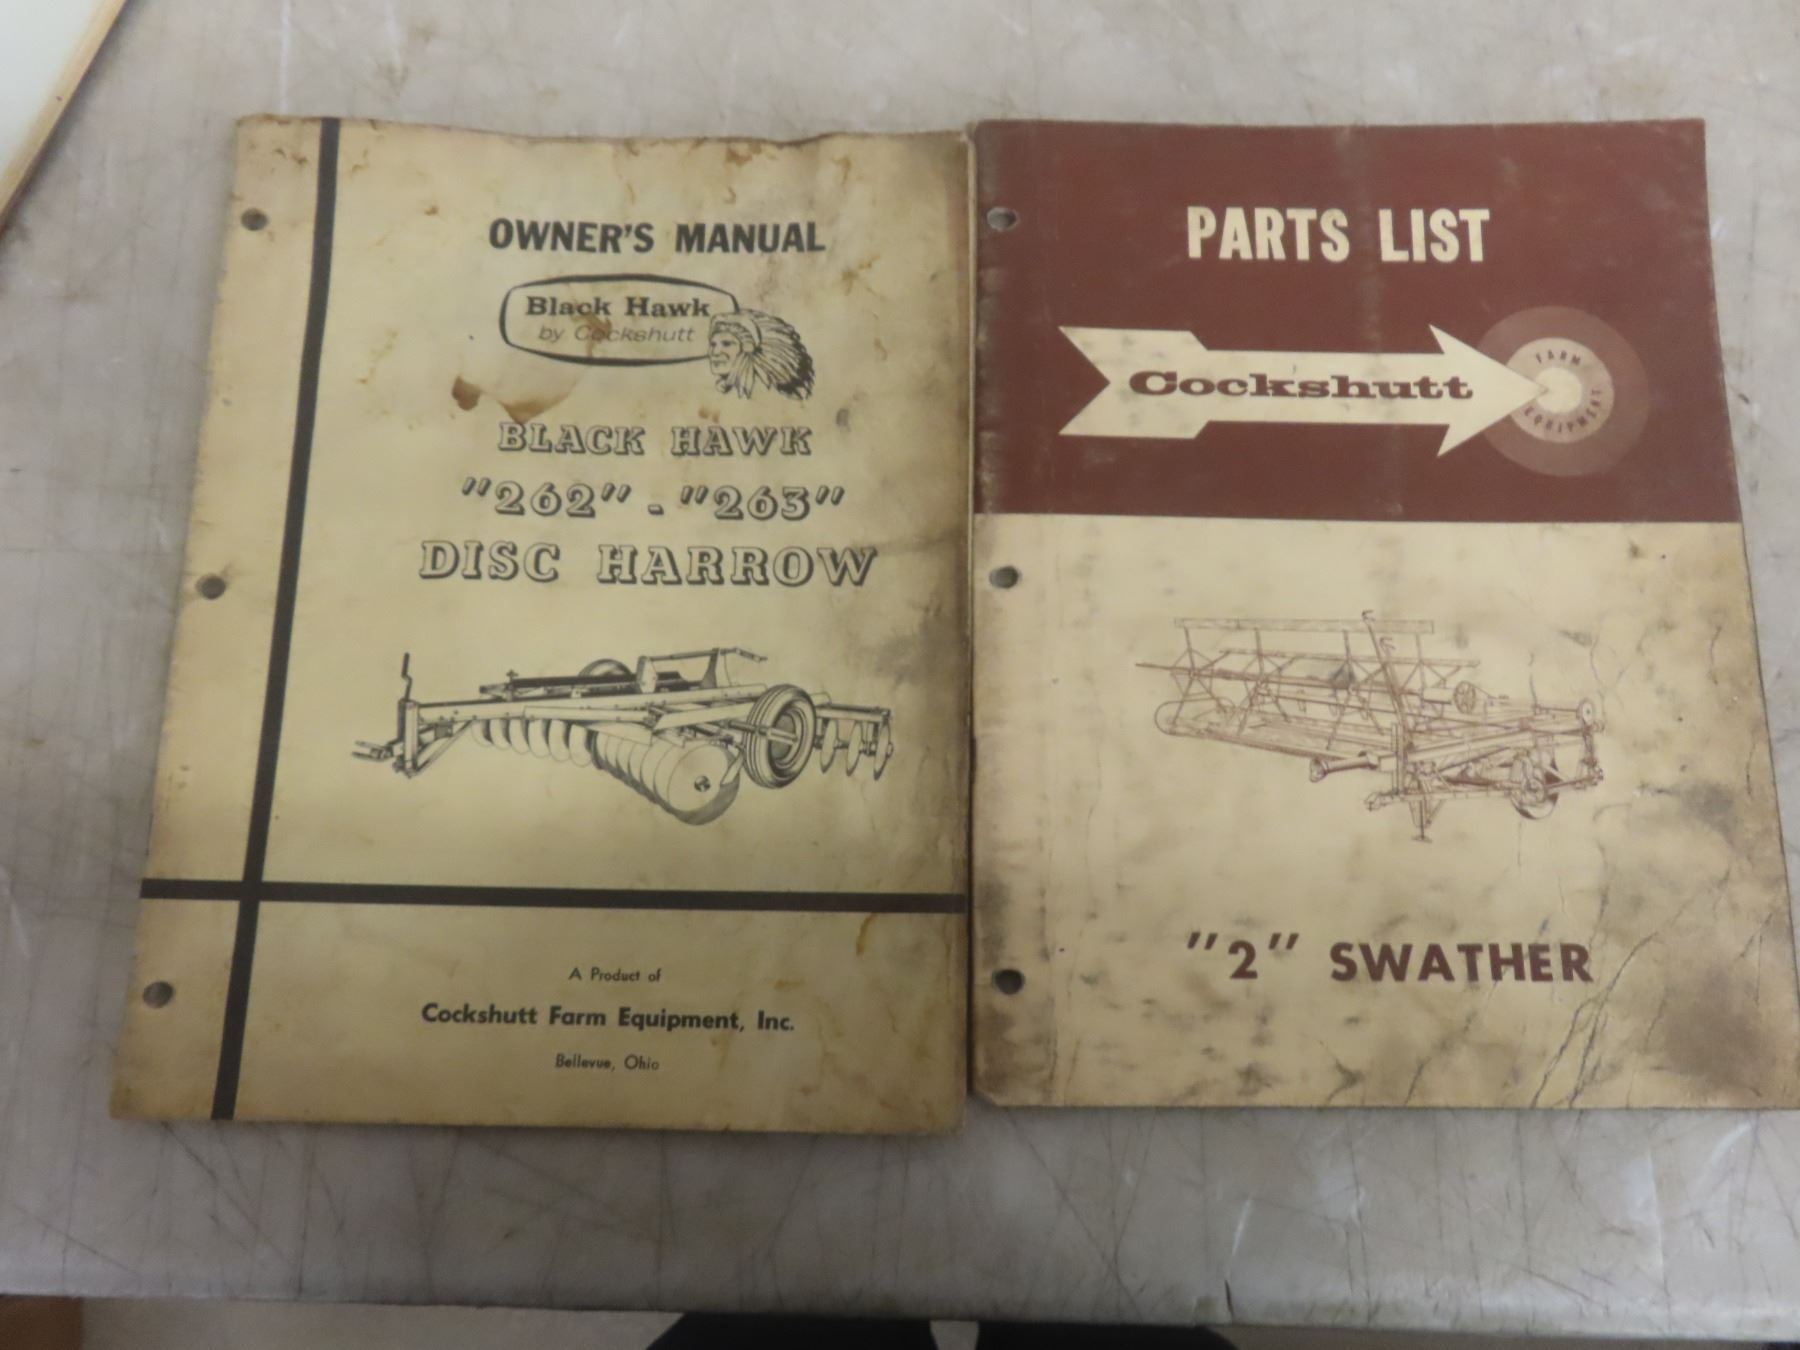 OWNER'S MANUAL
Black Hawk
by Cockshutt
BLACK HAWK
"262" - "263"
DISC HARROW
A Product of
Cockshutt Farm Equipment, Inc.
Bellevue, Ohio
PARTS LIST
Cockshutt
FARM
EQUIPMENT
"2" SWATHER